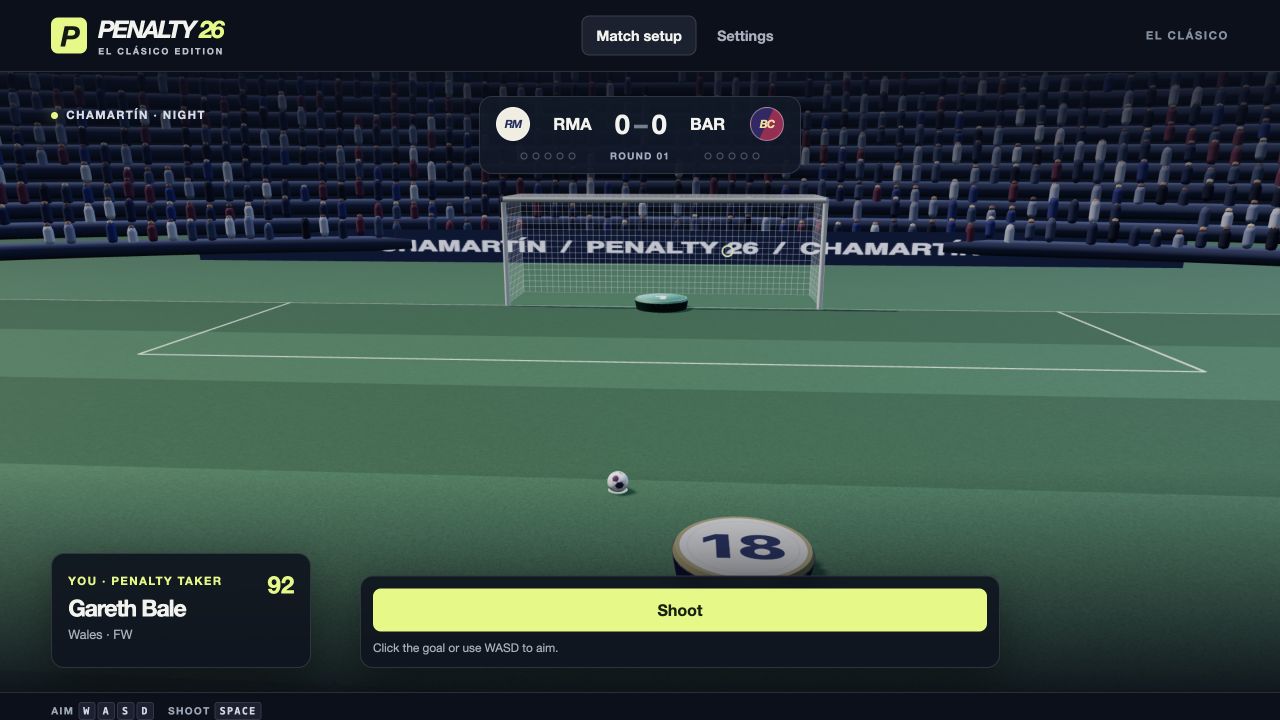 P PENALTY 26
EL CLÁSICO EDITION
Match setup
Settings
EL CLÁSICO
CHAMARTÍN · NIGHT
RM RMA 0–0 BAR BC
ROUND 01
CHAMARTÍN / PENALTY 26 / CHAMARTÍN
18
YOU · PENALTY TAKER 92
Gareth Bale
Wales · FW
Shoot
Click the goal or use WASD to aim.
AIM W A S D SHOOT SPACE